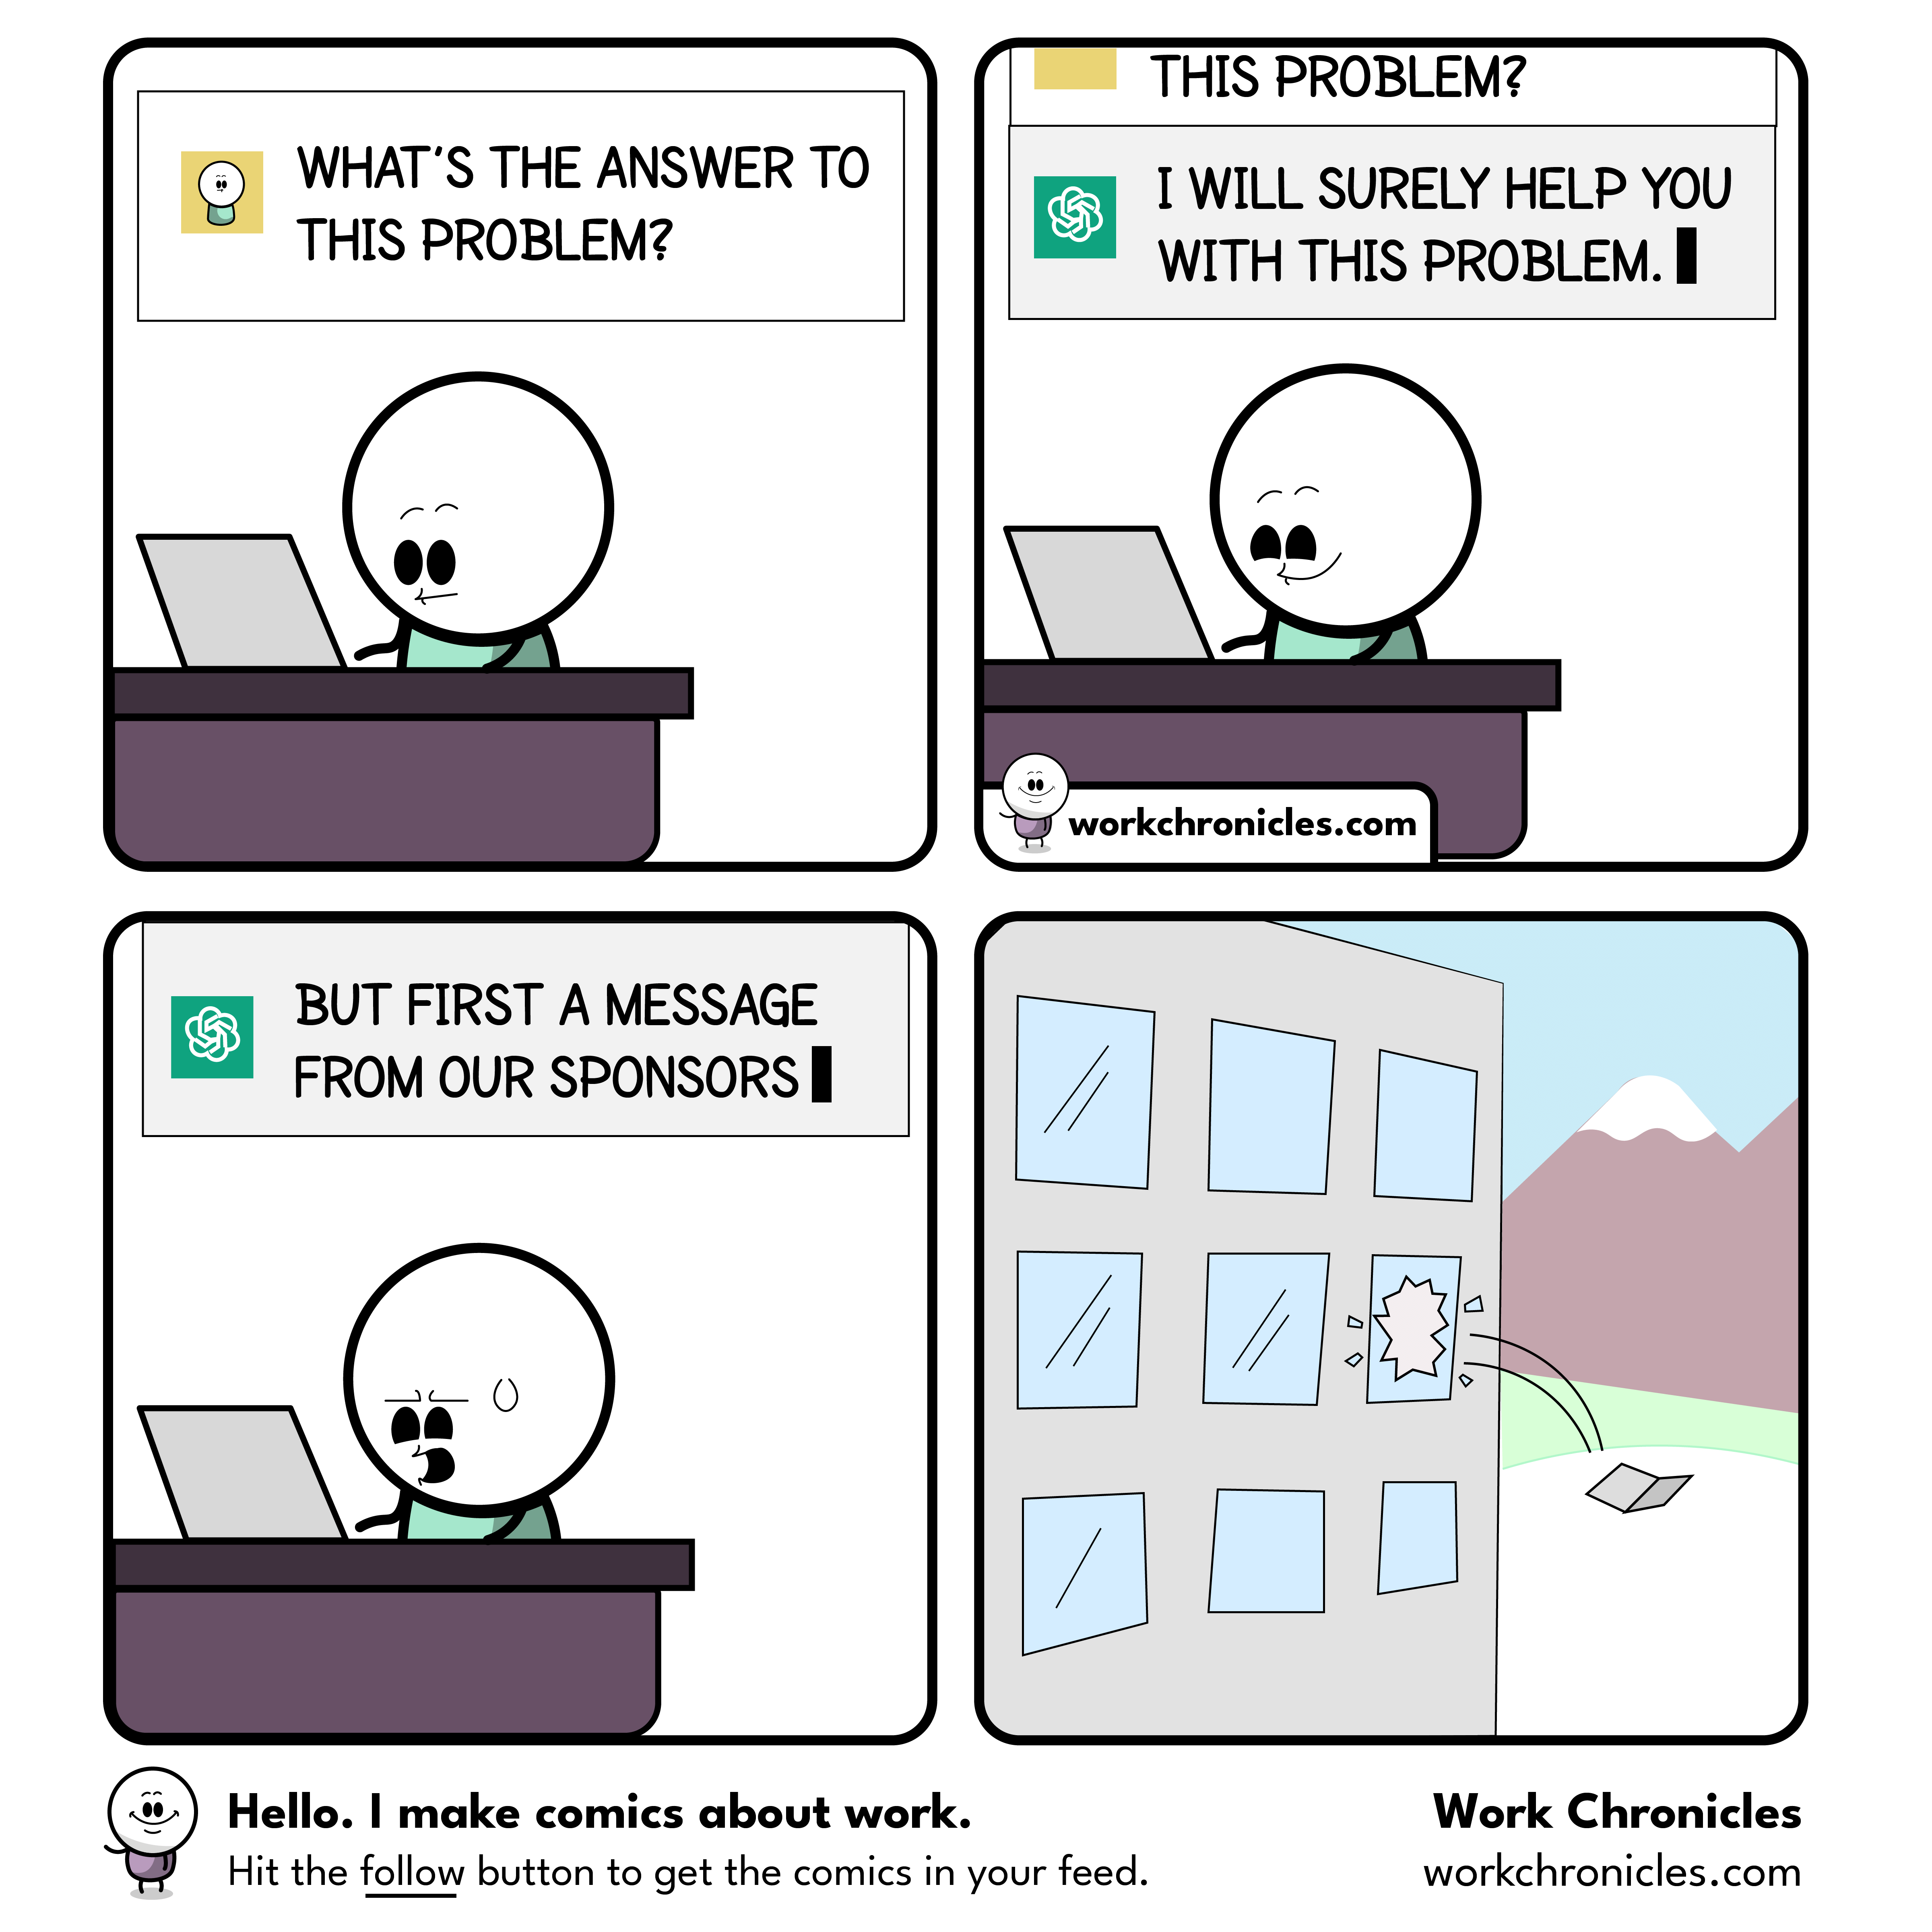 WHAT'S THE ANSWER TO
THIS PROBLEM?
THIS PROBLEM?
I WILL SURELY HELP YOU
WITH THIS PROBLEM.
workchronicles.com
BUT FIRST A MESSAGE
FROM OUR SPONSORS
Hello. I make comics about work.
Hit the follow button to get the comics in your feed.
Work Chronicles
workchronicles.com